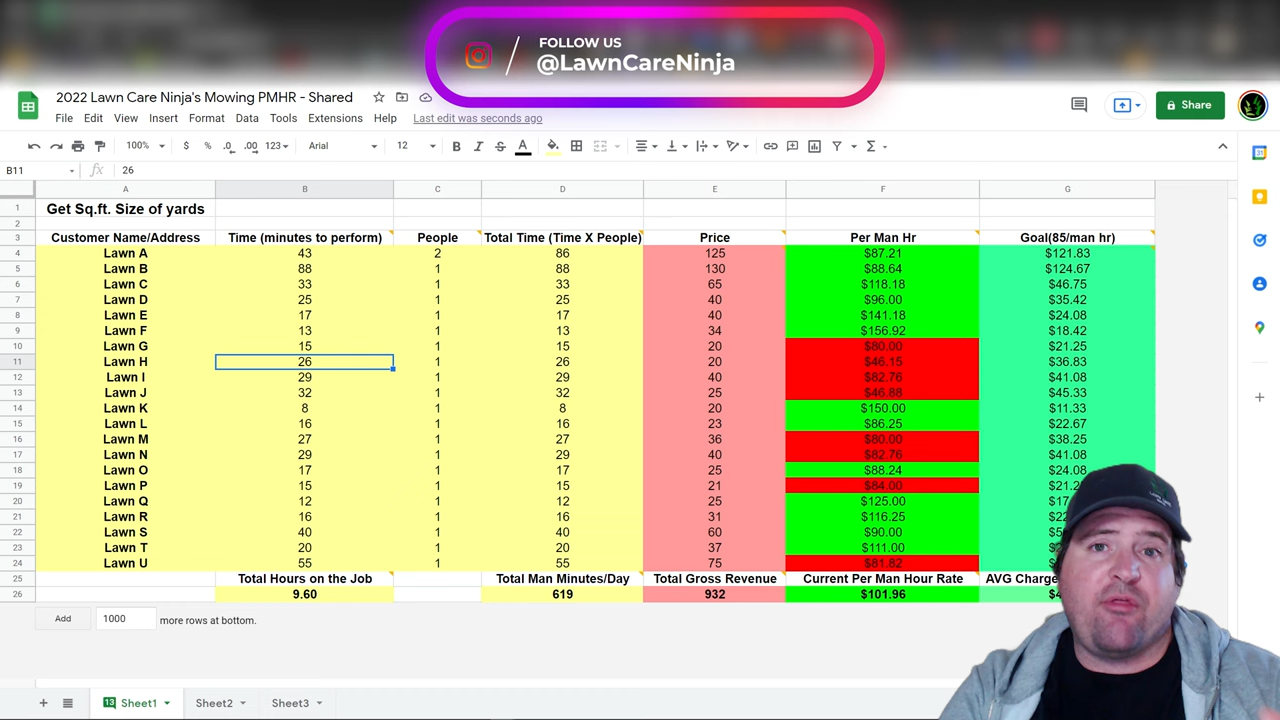 FOLLOW US
@LawnCareNinja
2022 Lawn Care Ninja's Mowing PMHR - Shared
Share
File Edit View Insert Format Data Tools Extensions Help Last edit was seconds ago
100% $ % .0 .00 123 Arial 12 B I S A
B11 fx 26
A B C D E F G
1 Get Sq.ft. Size of yards
2
3 Customer Name/Address Time (minutes to perform) People Total Time (Time X People) Price Per Man Hr Goal(85/man hr)
4 Lawn A 43 2 86 125 $87.21 $121.83
5 Lawn B 88 1 88 130 $88.64 $124.67
6 Lawn C 33 1 33 65 $118.18 $46.75
7 Lawn D 25 1 25 40 $96.00 $35.42
8 Lawn E 17 1 17 40 $141.18 $24.08
9 Lawn F 13 1 13 34 $156.92 $18.42
10 Lawn G 15 1 15 20 $80.00 $21.25
11 Lawn H 26 1 26 20 $46.15 $36.83
12 Lawn I 29 1 29 40 $82.76 $41.08
13 Lawn J 32 1 32 25 $46.88 $45.33
14 Lawn K 8 1 8 20 $150.00 $11.33
15 Lawn L 16 1 16 23 $86.25 $22.67
16 Lawn M 27 1 27 36 $80.00 $38.25
17 Lawn N 29 1 29 40 $82.76 $41.08
18 Lawn O 17 1 17 25 $88.24 $24.08
19 Lawn P 15 1 15 21 $84.00 $21.2
20 Lawn Q 12 1 12 25 $125.00 $17
21 Lawn R 16 1 16 31 $116.25 $22
22 Lawn S 40 1 40 60 $90.00
23 Lawn T 20 1 20 37 $111.00
24 Lawn U 55 1 55 75 $81.82
25 Total Hours on the Job Total Man Minutes/Day Total Gross Revenue Current Per Man Hour Rate AVG Charge
26 9.60 619 932 $101.96
Add 1000 more rows at bottom.
+ 13 Sheet1 Sheet2 Sheet3